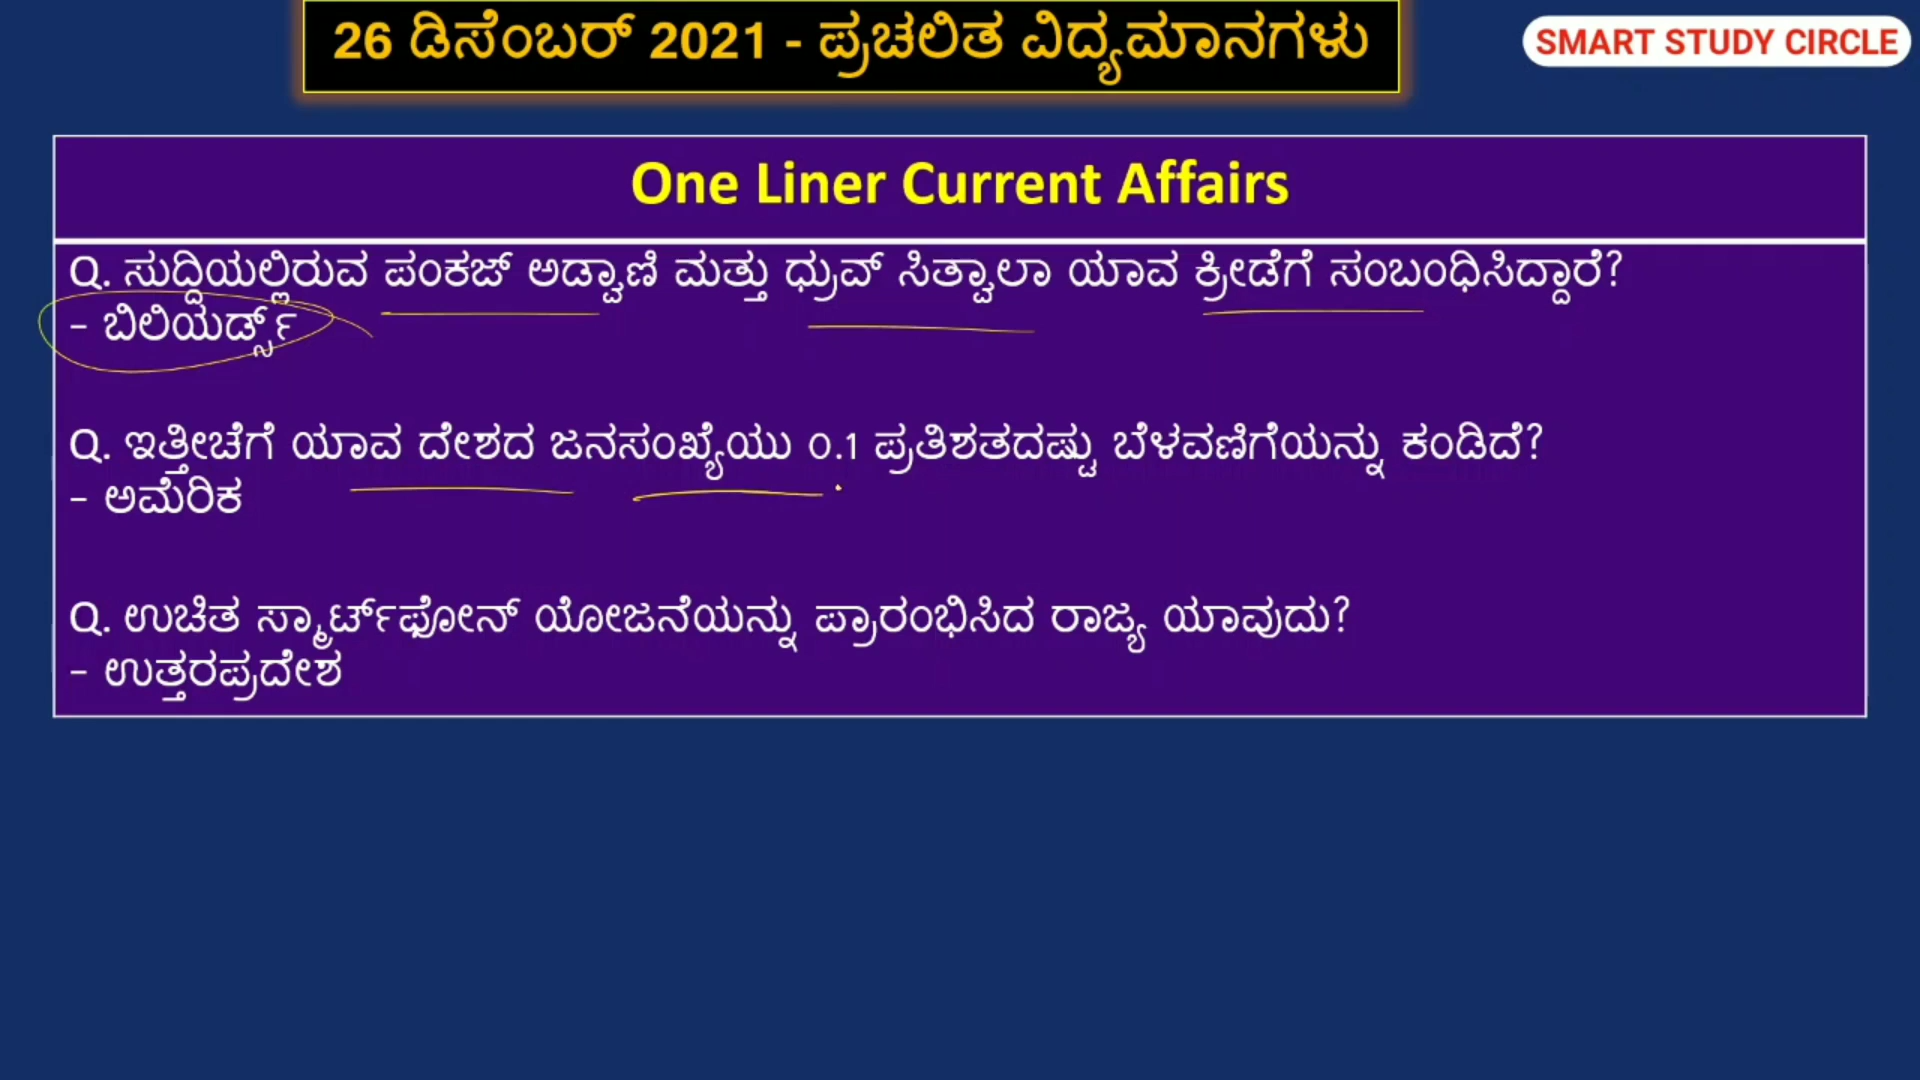 26 ಡಿಸೆಂಬರ್ 2021 - ಪ್ರಚಲಿತ ವಿದ್ಯಮಾನಗಳು
SMART STUDY CIRCLE
One Liner Current Affairs
Q. ಸುದ್ದಿಯಲ್ಲಿರುವ ಪಂಕಜ್ ಅಡ್ವಾಣಿ ಮತ್ತು ಧ್ರುವ್ ಸಿತ್ವಾಲಾ ಯಾವ ಕ್ರೀಡೆಗೆ ಸಂಬಂಧಿಸಿದ್ದಾರೆ?
- ಬಿಲಿಯರ್ಡ್ಸ್
Q. ಇತ್ತೀಚೆಗೆ ಯಾವ ದೇಶದ ಜನಸಂಖ್ಯೆಯು 0.1 ಪ್ರತಿಶತದಷ್ಟು ಬೆಳವಣಿಗೆಯನ್ನು ಕಂಡಿದೆ?
- ಅಮೆರಿಕ
Q. ಉಚಿತ ಸ್ಮಾರ್ಟ್‌ಫೋನ್ ಯೋಜನೆಯನ್ನು ಪ್ರಾರಂಭಿಸಿದ ರಾಜ್ಯ ಯಾವುದು?
- ಉತ್ತರಪ್ರದೇಶ